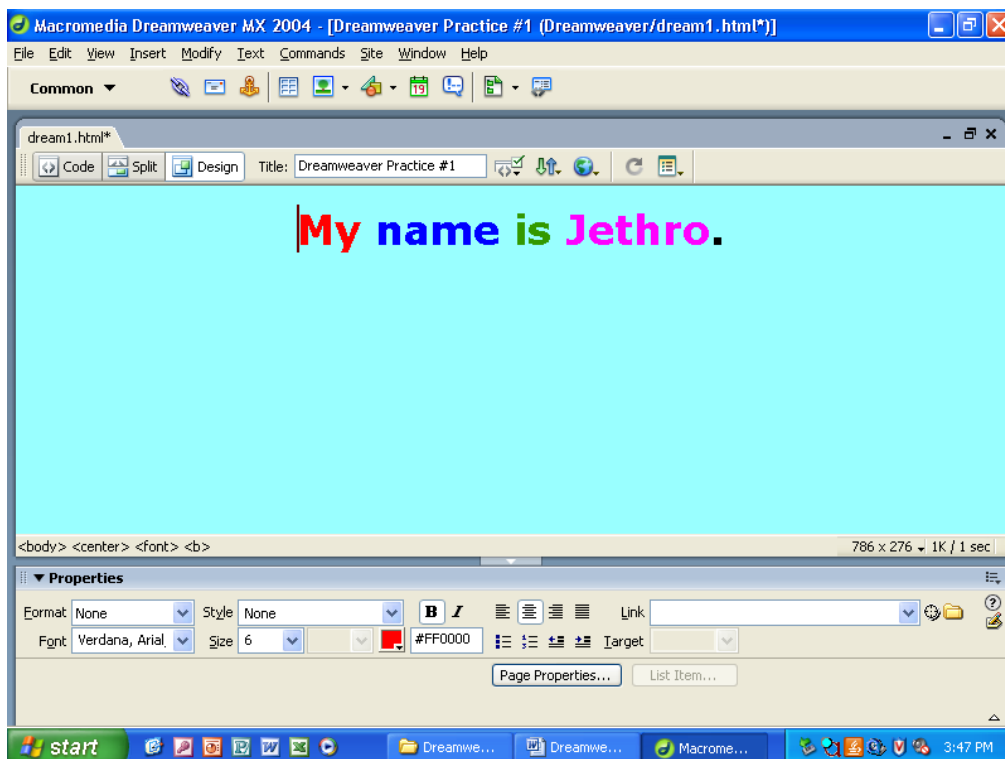 Macromedia Dreamweaver MX 2004 - [Dreamweaver Practice #1 (Dreamweaver/dream1.html*)]
File Edit View Insert Modify Text Commands Site Window Help
Common
19
dream1.html*
Code Split Design Title: Dreamweaver Practice #1
My name is Jethro.
<body> <center> <font> <b>
786 x 276 1K / 1 sec
Properties
Format None Style None B I Link
Font Verdana, Arial, Size 6 #FF0000 Target
Page Properties... List Item...
start Dreamwe... Dreamwe... Macrome... 3:47 PM